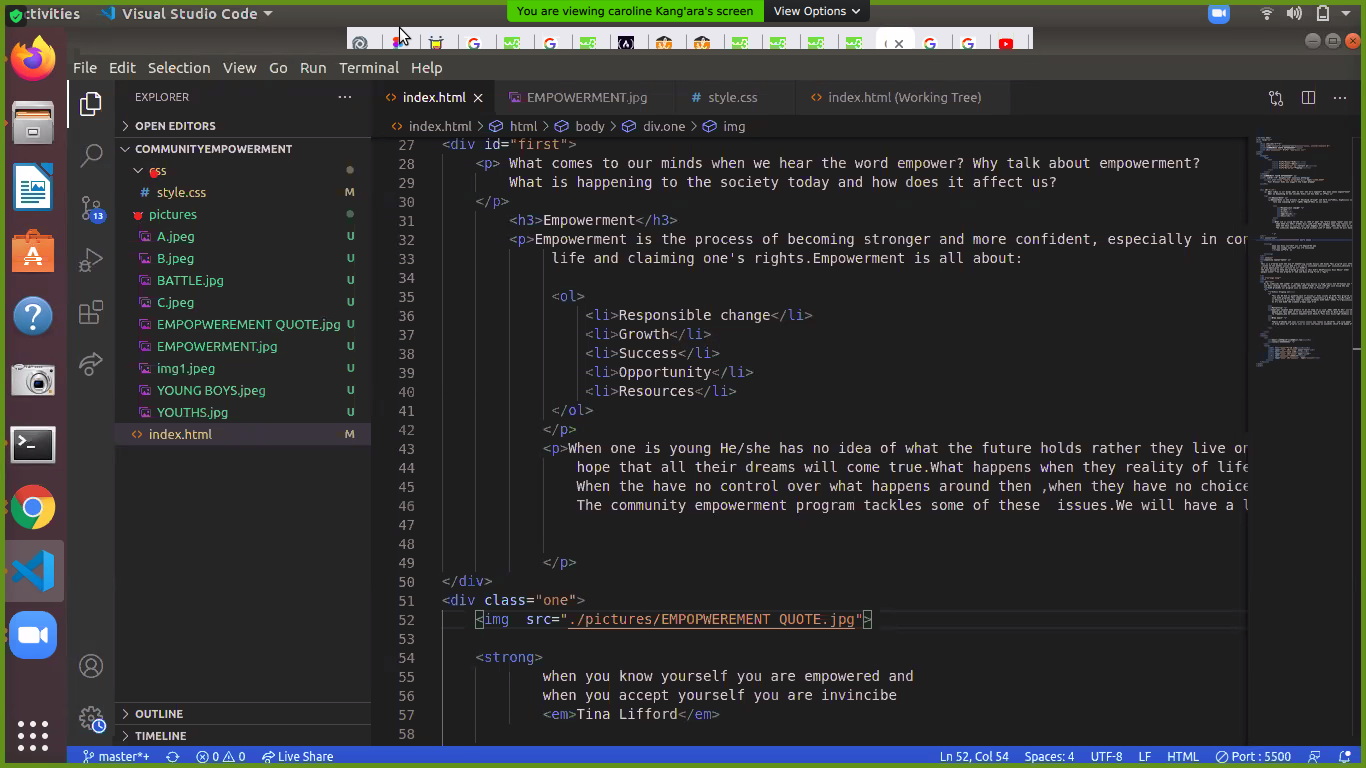 ctivities
Visual Studio Code
You are viewing caroline Kang'ara's screen
View Options
File Edit Selection View Go Run Terminal Help
EXPLORER
index.html
EMPOWERMENT.jpg
style.css
index.html (Working Tree)
OPEN EDITORS
index.html > html > body > div.one > img
COMMUNITYEMPOWERMENT
css
style.css M
pictures
A.jpeg U
B.jpeg U
BATTLE.jpg U
C.jpeg U
EMPOPWEREMENT QUOTE.jpg U
EMPOWERMENT.jpg U
img1.jpeg U
YOUNG BOYS.jpeg U
YOUTHS.jpg U
index.html M
13
27 <div id="first">
28 <p> What comes to our minds when we hear the word empower? Why talk about empowerment?
29 What is happening to the society today and how does it affect us?
30 </p>
31 <h3>Empowerment</h3>
32 <p>Empowerment is the process of becoming stronger and more confident, especially in con
33 life and claiming one's rights.Empowerment is all about:
34
35 <ol>
36 <li>Responsible change</li>
37 <li>Growth</li>
38 <li>Success</li>
39 <li>Opportunity</li>
40 <li>Resources</li>
41 </ol>
42 </p>
43 <p>When one is young He/she has no idea of what the future holds rather they live on
44 hope that all their dreams will come true.What happens when they reality of life
45 When the have no control over what happens around then ,when they have no choice
46 The community empowerment program tackles some of these  issues.We will have a l
47
48
49 </p>
50 </div>
51 <div class="one">
52 <img  src="./pictures/EMPOPWEREMENT QUOTE.jpg">
53
54 <strong>
55 when you know yourself you are empowered and
56 when you accept yourself you are invincibe
57 <em>Tina Lifford</em>
58
OUTLINE
TIMELINE
master*+
0 0
Live Share
Ln 52, Col 54
Spaces: 4
UTF-8
LF
HTML
Port : 5500